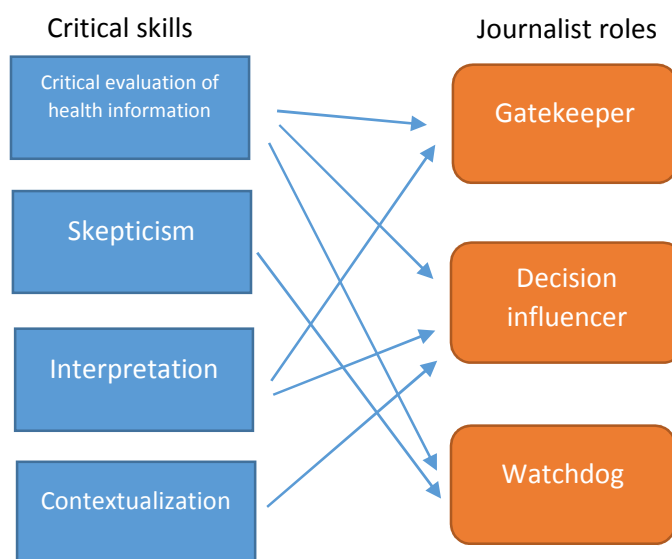 Critical skills
Journalist roles
Critical evaluation of
health information
Gatekeeper
Skepticism
Decision
influencer
Interpretation
Watchdog
Contextualization